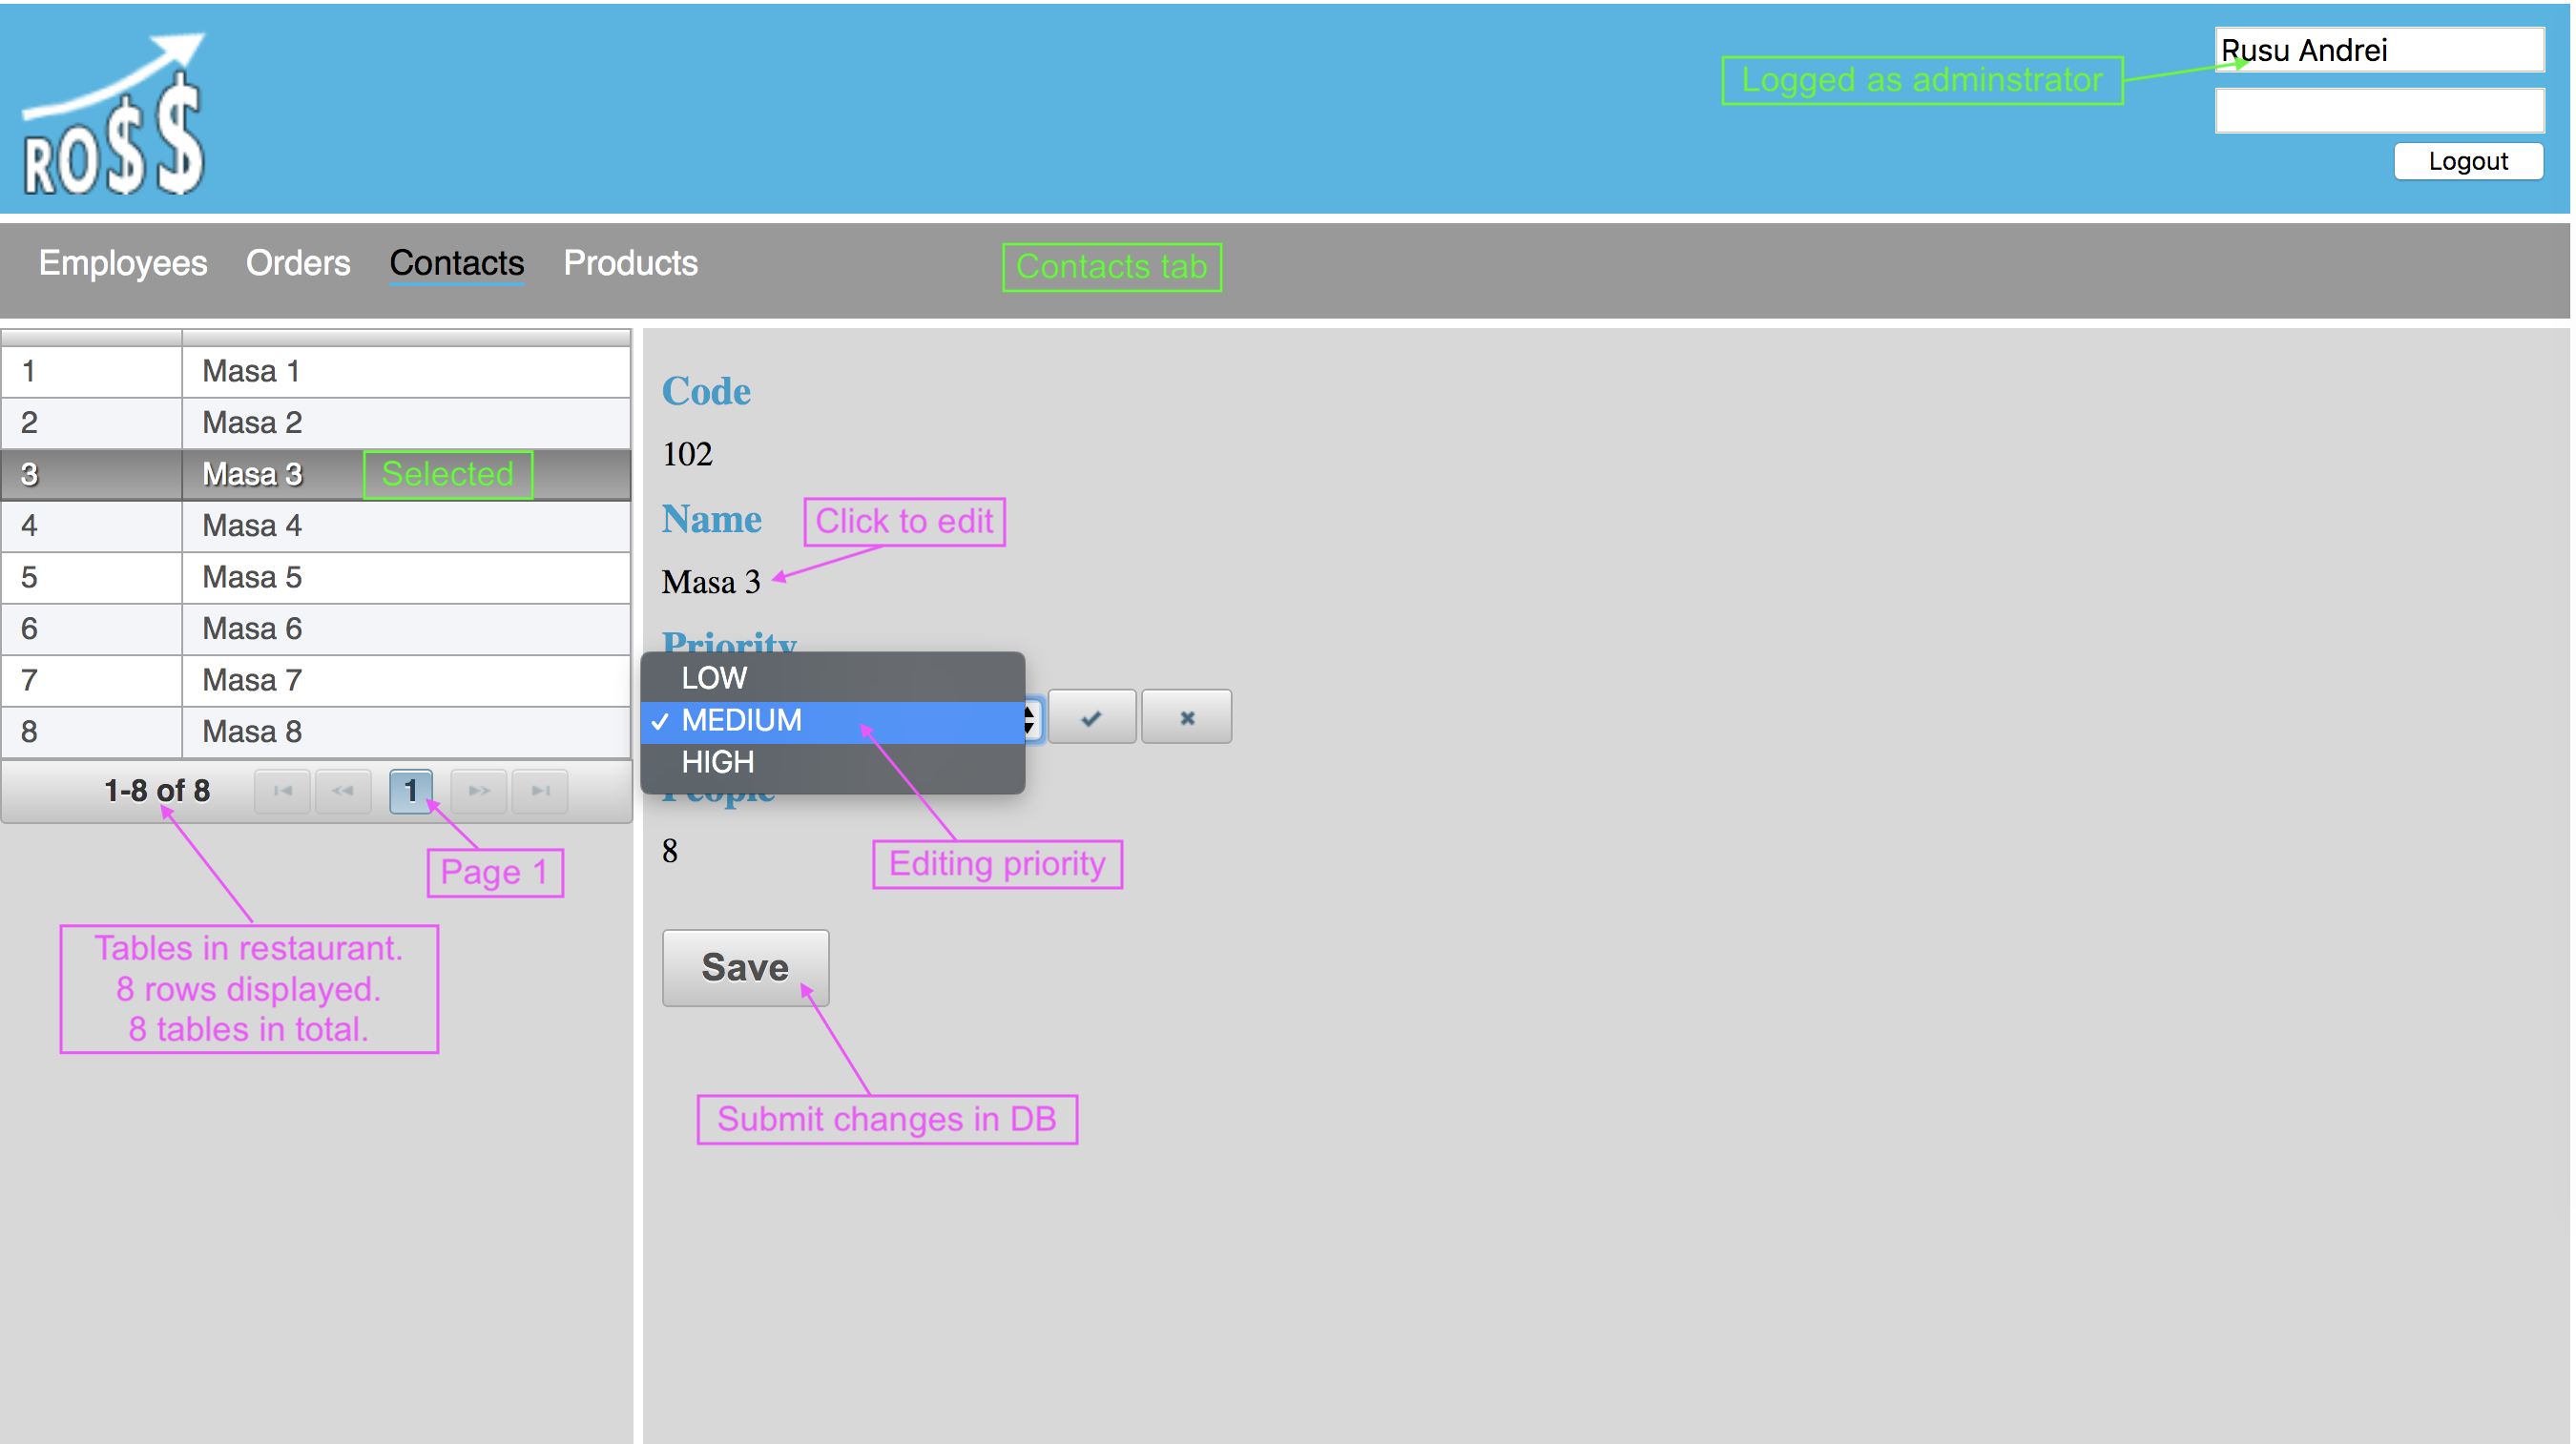 RO$$
Rusu Andrei
Logged as adminstrator
Logout
Employees Orders Contacts Products
Contacts tab
1 Masa 1
2 Masa 2
3 Masa 3 Selected
4 Masa 4
5 Masa 5
6 Masa 6
7 Masa 7
8 Masa 8
1-8 of 8 1
Page 1
Tables in restaurant.
8 rows displayed.
8 tables in total.
Code
102
Name
Click to edit
Masa 3
Priority
LOW
MEDIUM
HIGH
People
Editing priority
8
Save
Submit changes in DB